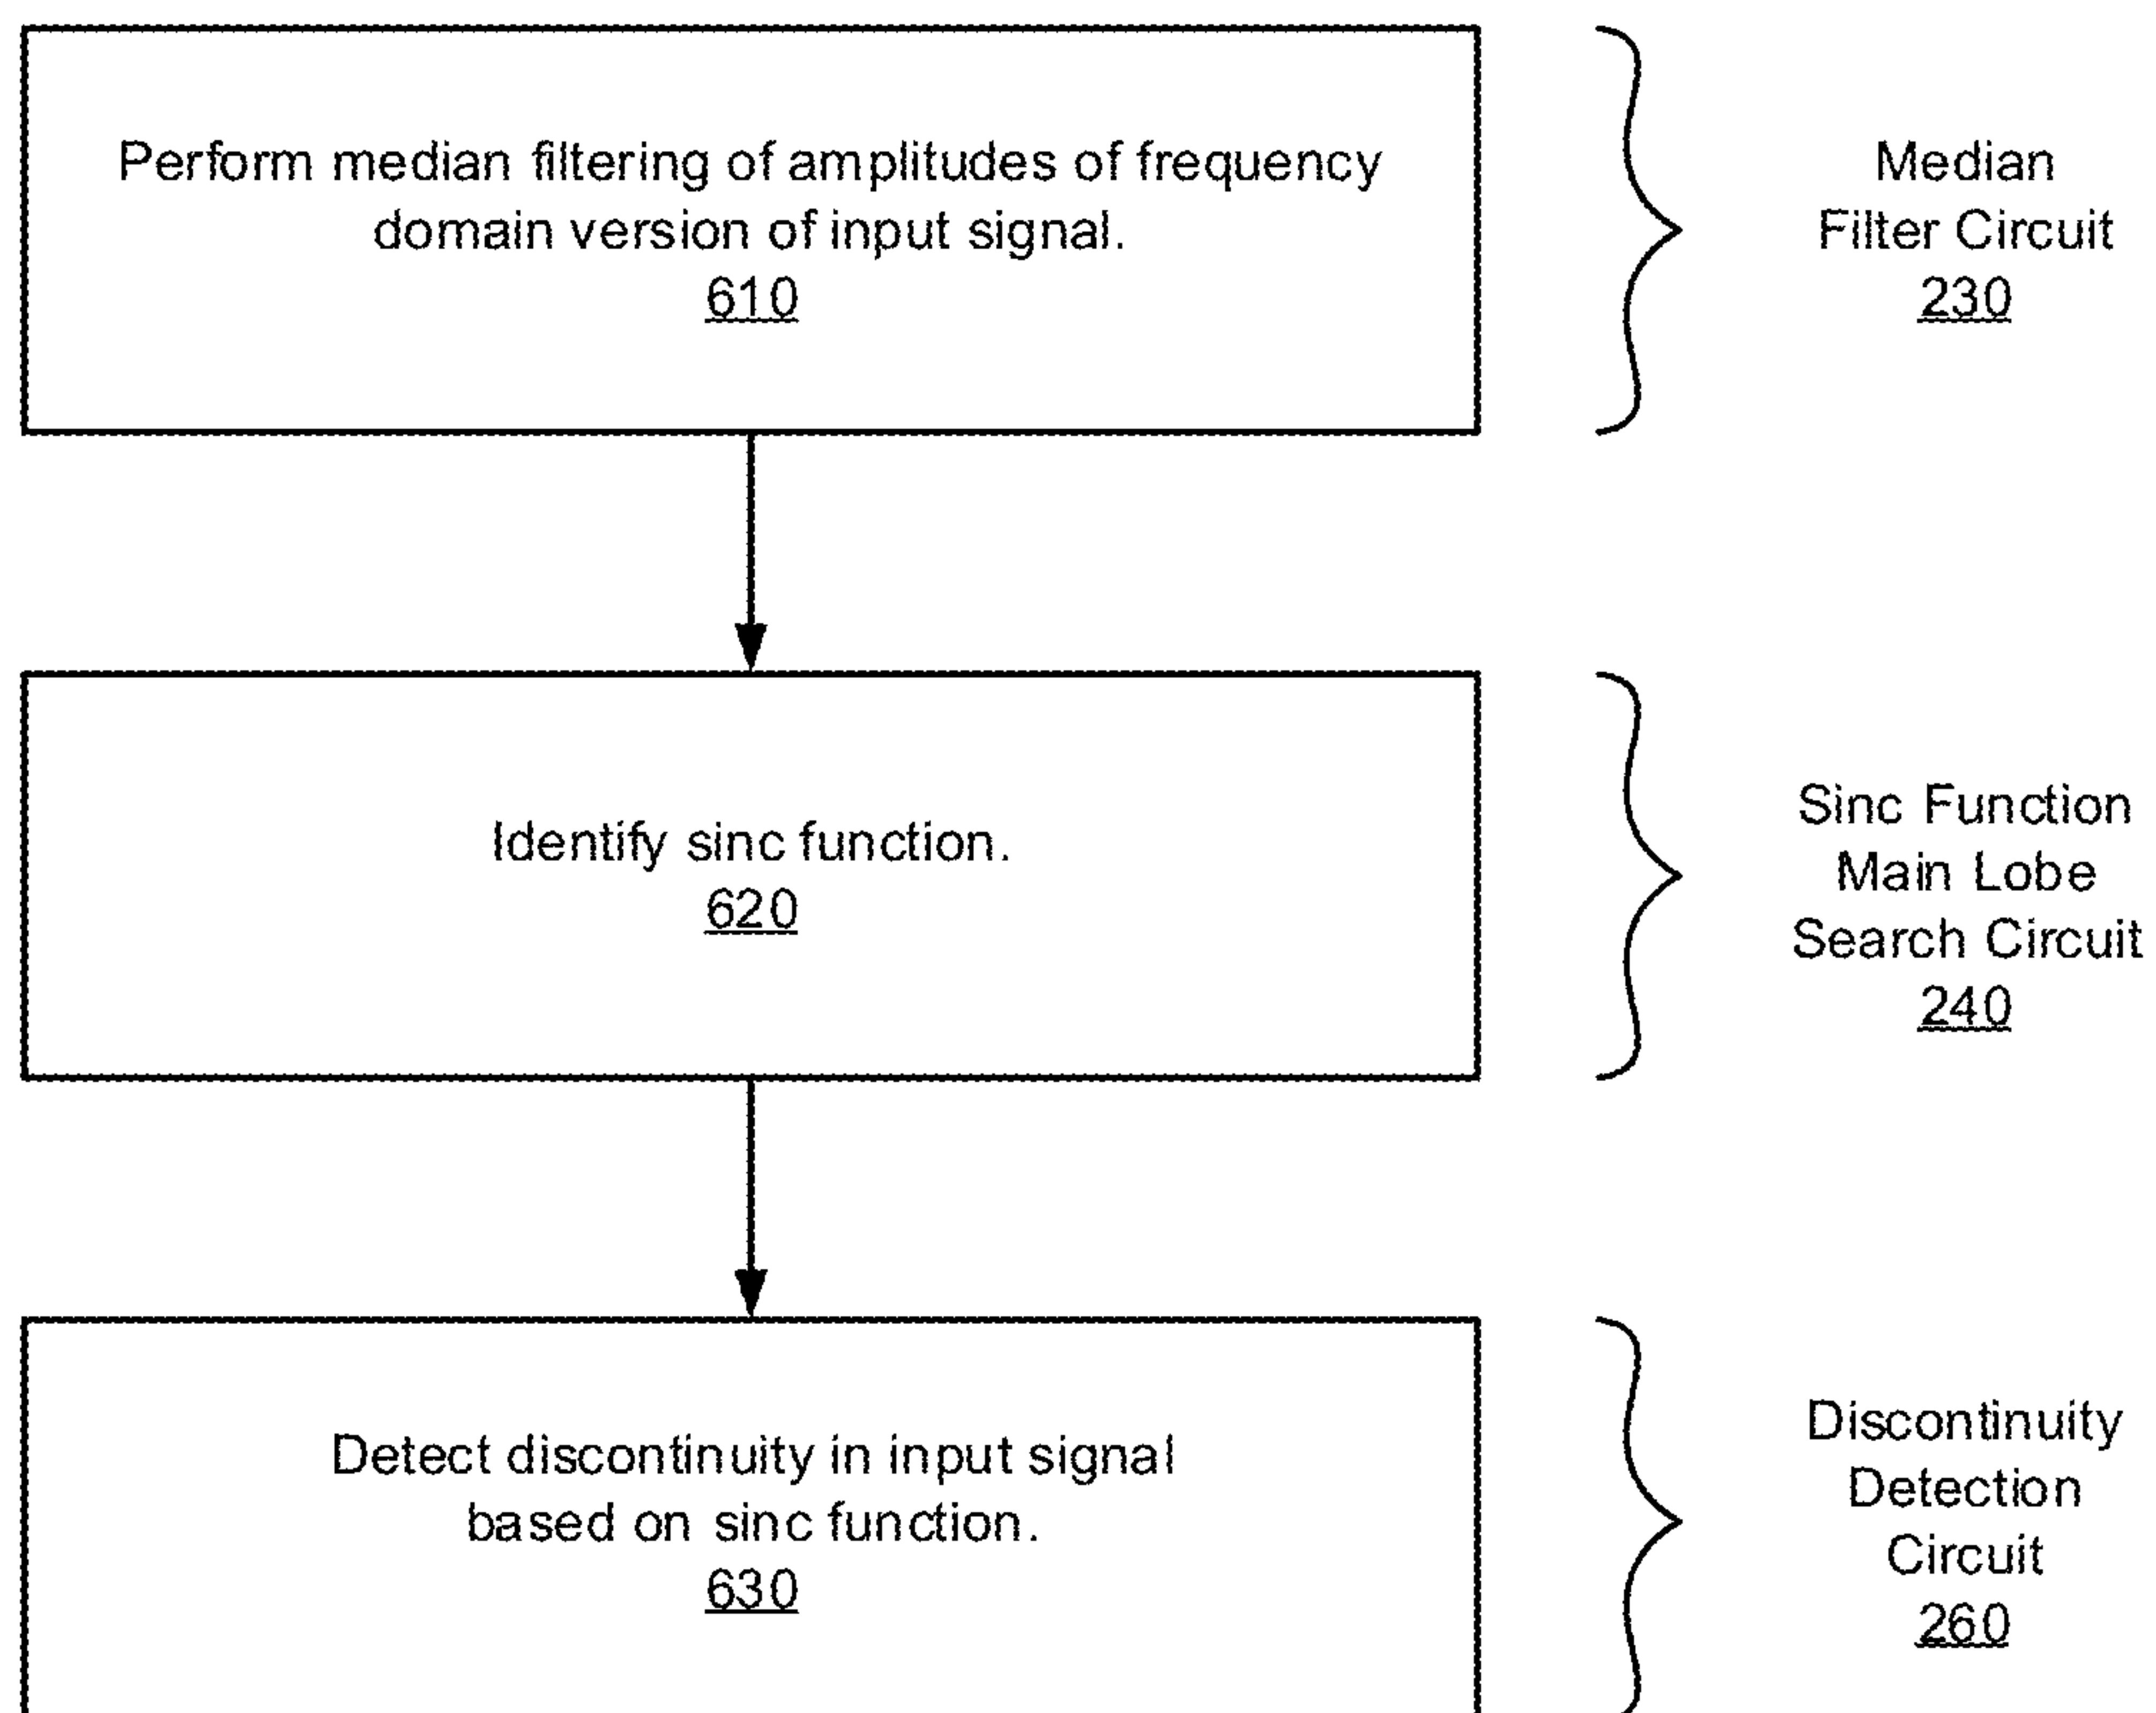 Perform median filtering of amplitudes of frequency
domain version of input signal.
610
Median
Filter Circuit
230
Identify sinc function.
620
Sinc Function
Main Lobe
Search Circuit
240
Detect discontinuity in input signal
based on sinc function.
630
Discontinuity
Detection
Circuit
260